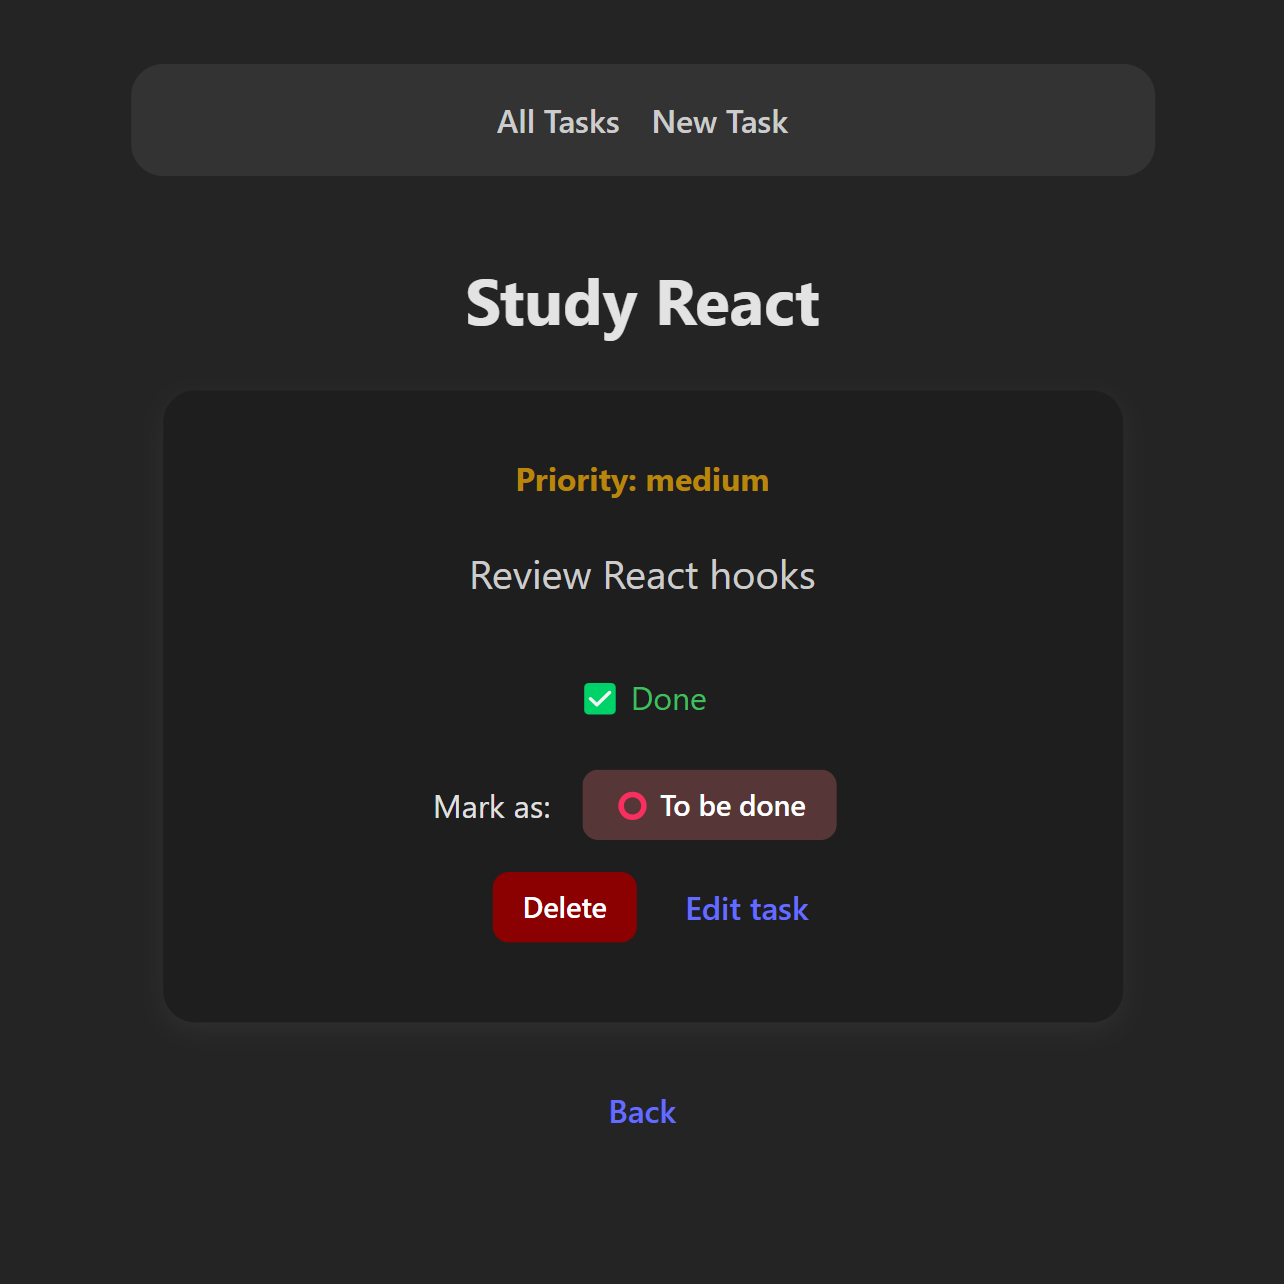 All Tasks New Task
Study React
Priority: medium
Review React hooks
✅ Done
Mark as: ⭕ To be done
Delete Edit task
Back